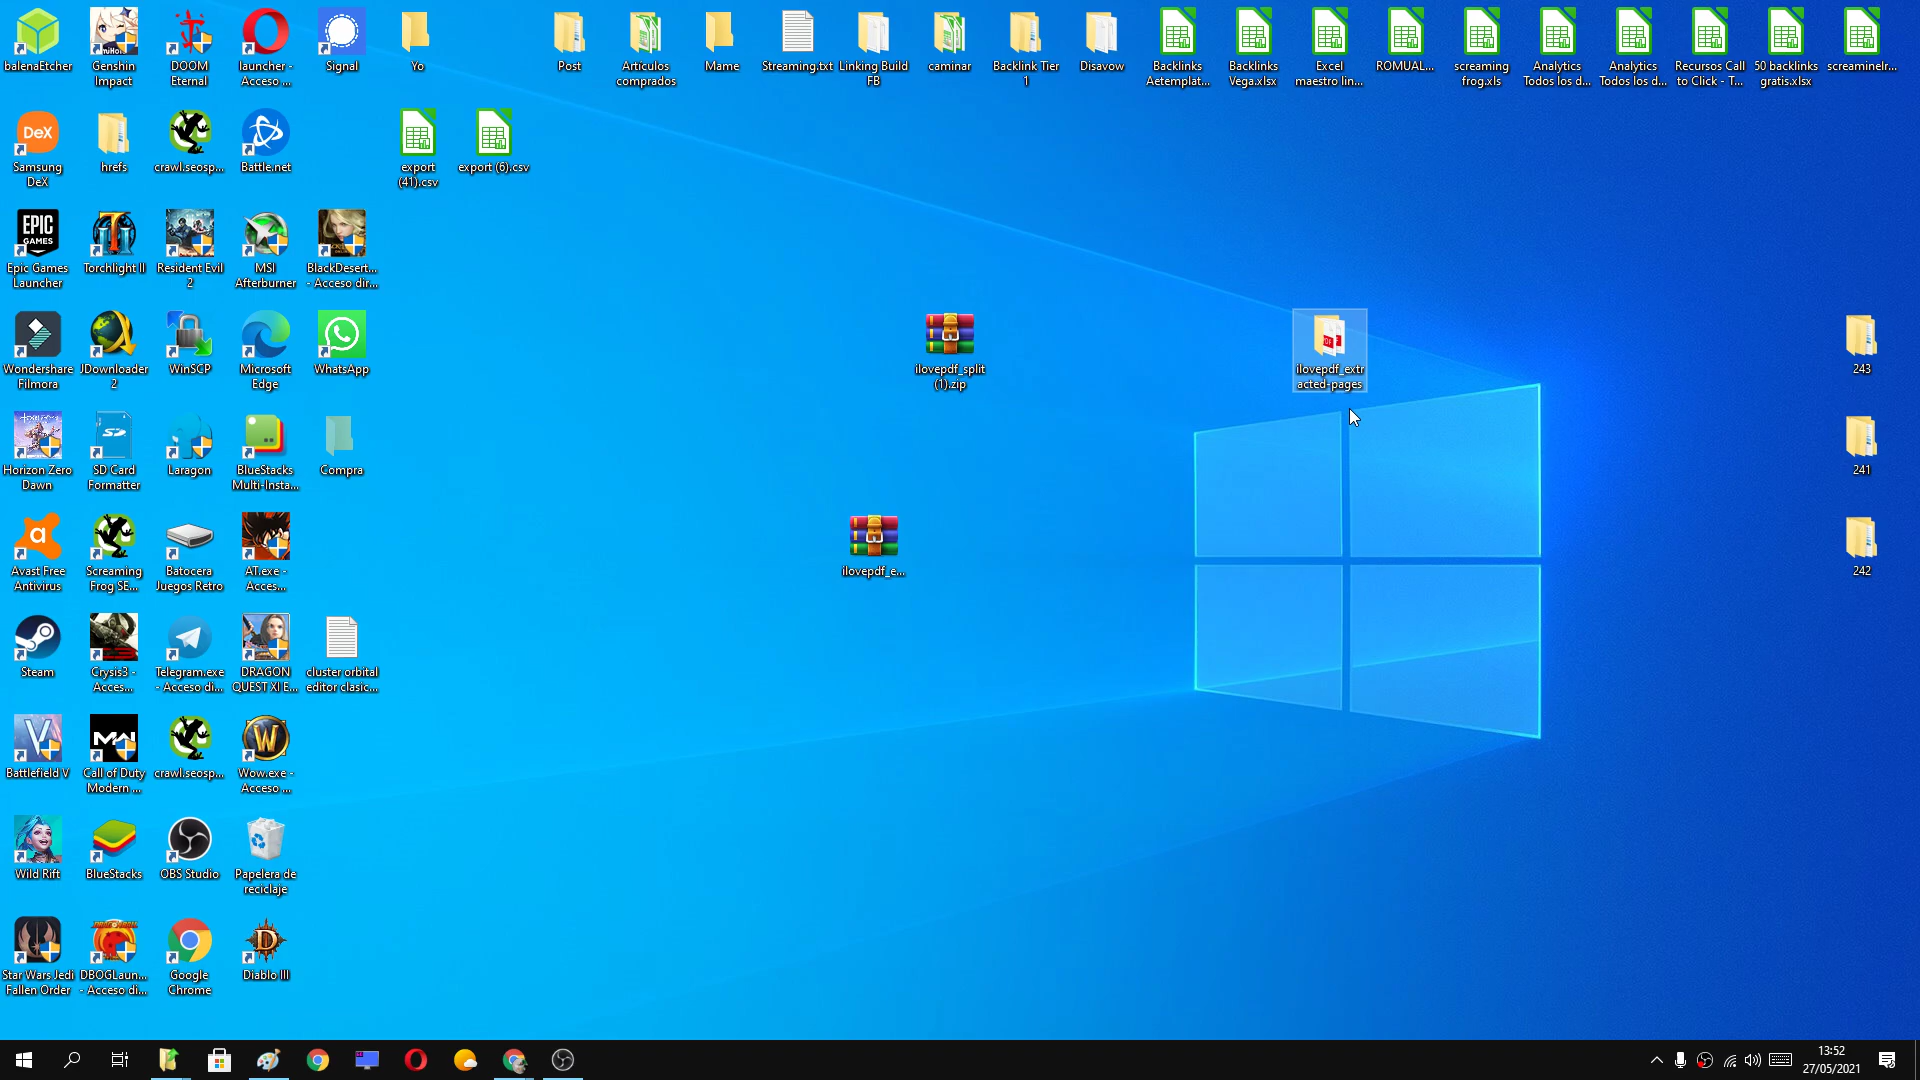 balenaEtcher
Genshin
Impact
DOOM
Eternal
launcher -
Acceso ...
Signal
Yo
Post
Artículos
comprados
Mame
Streaming.txt
Linking Build
FB
caminar
Backlink Tier
1
Disavow
Backlinks
Aetemplat...
Backlinks
Vega.xlsx
Excel
maestro lin...
ROMUAL...
screaming
frog.xls
Analytics
Todos los d...
Analytics
Todos los d...
Recursos Call
to Click - T...
50 backlinks
gratis.xlsx
screaminelr...
DeX
Samsung
DeX
hrefs
crawl.seosp...
Battle.net
export
(41).csv
export (6).csv
EPIC
GAMES
Epic Games
Launcher
Torchlight II
Resident Evil
2
MSI
Afterburner
BlackDesert...
- Acceso dir...
Wondershare
Filmora
JDownloader
2
WinSCP
Microsoft
Edge
WhatsApp
ilovepdf_split
(1).zip
ilovepdf_extr
acted-pages
243
Horizon Zero
Dawn
SD Card
Formatter
Laragon
BlueStacks
Multi-Insta...
Compra
241
Avast Free
Antivirus
Screaming
Frog SE...
Batocera
Juegos Retro
AT.exe -
Acces...
ilovepdf_e...
242
Steam
Crysis3 -
Acces...
Telegram.exe
- Acceso di...
DRAGON
QUEST XI E...
cluster orbital
editor clasic...
Battlefield V
Call of Duty
Modern ...
crawl.seosp...
Wow.exe -
Acceso ...
Wild Rift
BlueStacks
OBS Studio
Papelera de
reciclaje
Star Wars Jedi
Fallen Order
DBOGLaun...
- Acceso di...
Google
Chrome
Diablo III
13:52
27/05/2021